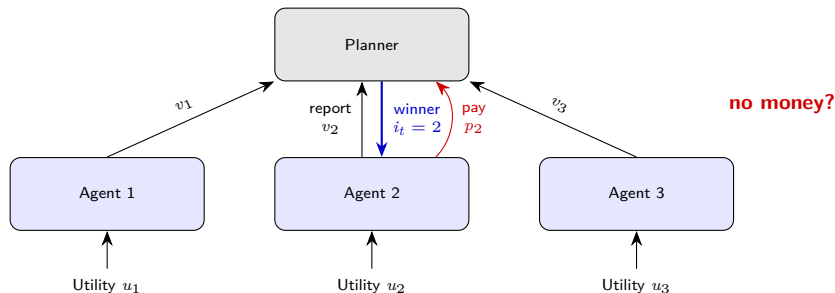 Planner
no money?
v₁
report
v₂
winner
iₜ = 2
pay
p₂
v₃
Agent 1
Agent 2
Agent 3
Utility u₁
Utility u₂
Utility u₃